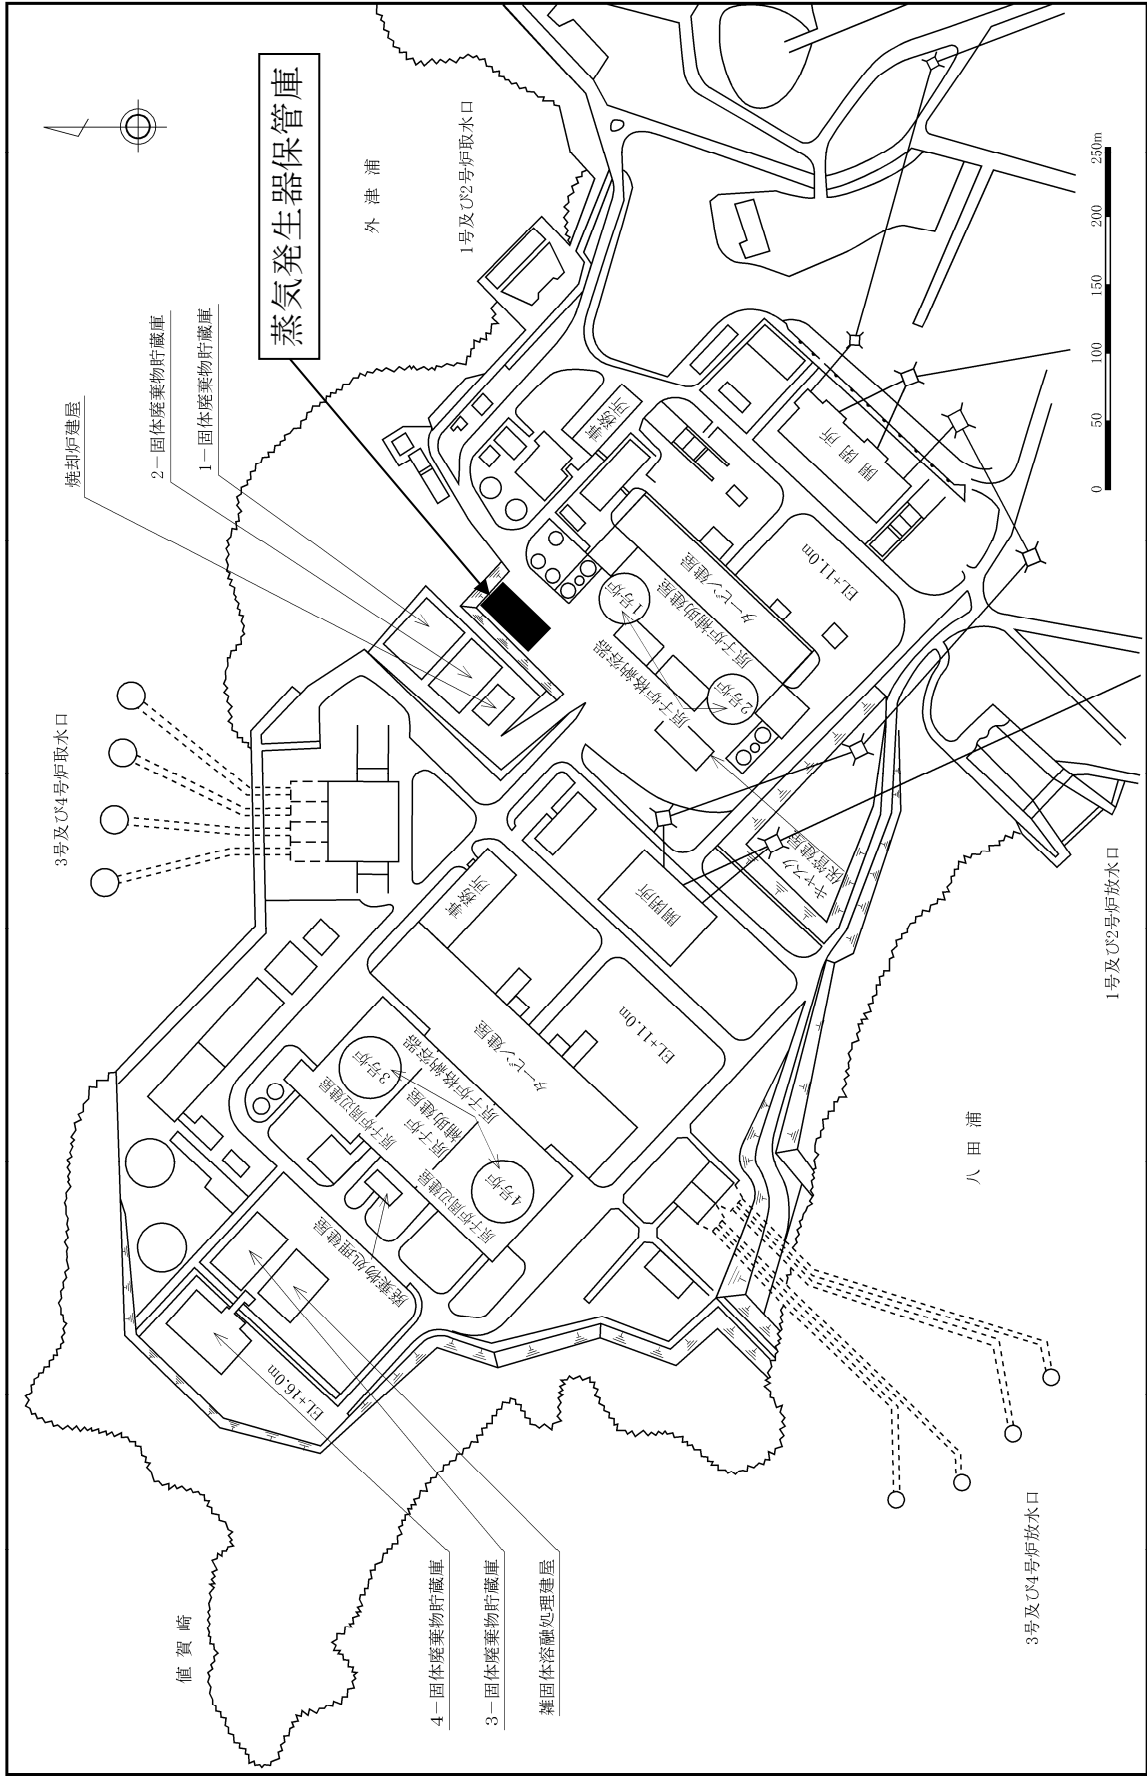 値賀崎
4-固体廃棄物貯蔵庫
3-固体廃棄物貯蔵庫
雑固体溶融処理建屋
3号及び4号炉放水口
EL+16.0m
廃棄物処理建屋
原子炉周辺建屋
3号炉
原子炉格納容器
原子炉
補助建屋
原子炉周辺建屋
4号炉
タービン建屋
事務所
EL+11.0m
八田浦
3号及び4号炉取水口
開閉所
キャスク
保管建屋
1号及び2号炉放水口
焼却炉建屋
2-固体廃棄物貯蔵庫
1-固体廃棄物貯蔵庫
蒸気発生器保管庫
外津浦
1号及び2号炉取水口
事務所
1号炉
2号炉
原子炉格納容器
原子炉補助建屋
タービン建屋
EL+11.0m
開閉所
0 50 100 150 200 250m